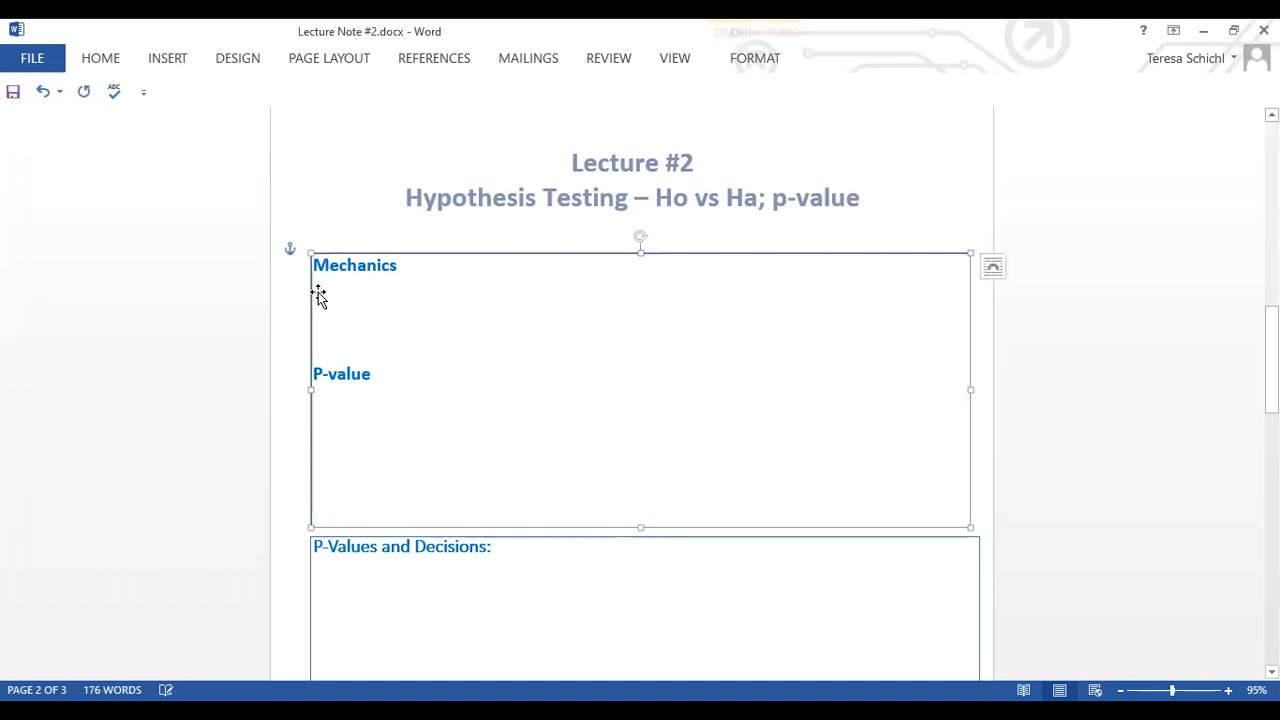 Lecture Note #2.docx - Word
?
FILE HOME INSERT DESIGN PAGE LAYOUT REFERENCES MAILINGS REVIEW VIEW FORMAT Teresa Schichl
ABC
Lecture #2
Hypothesis Testing – Ho vs Ha; p-value
Mechanics
P-value
P-Values and Decisions:
PAGE 2 OF 3 176 WORDS 95%